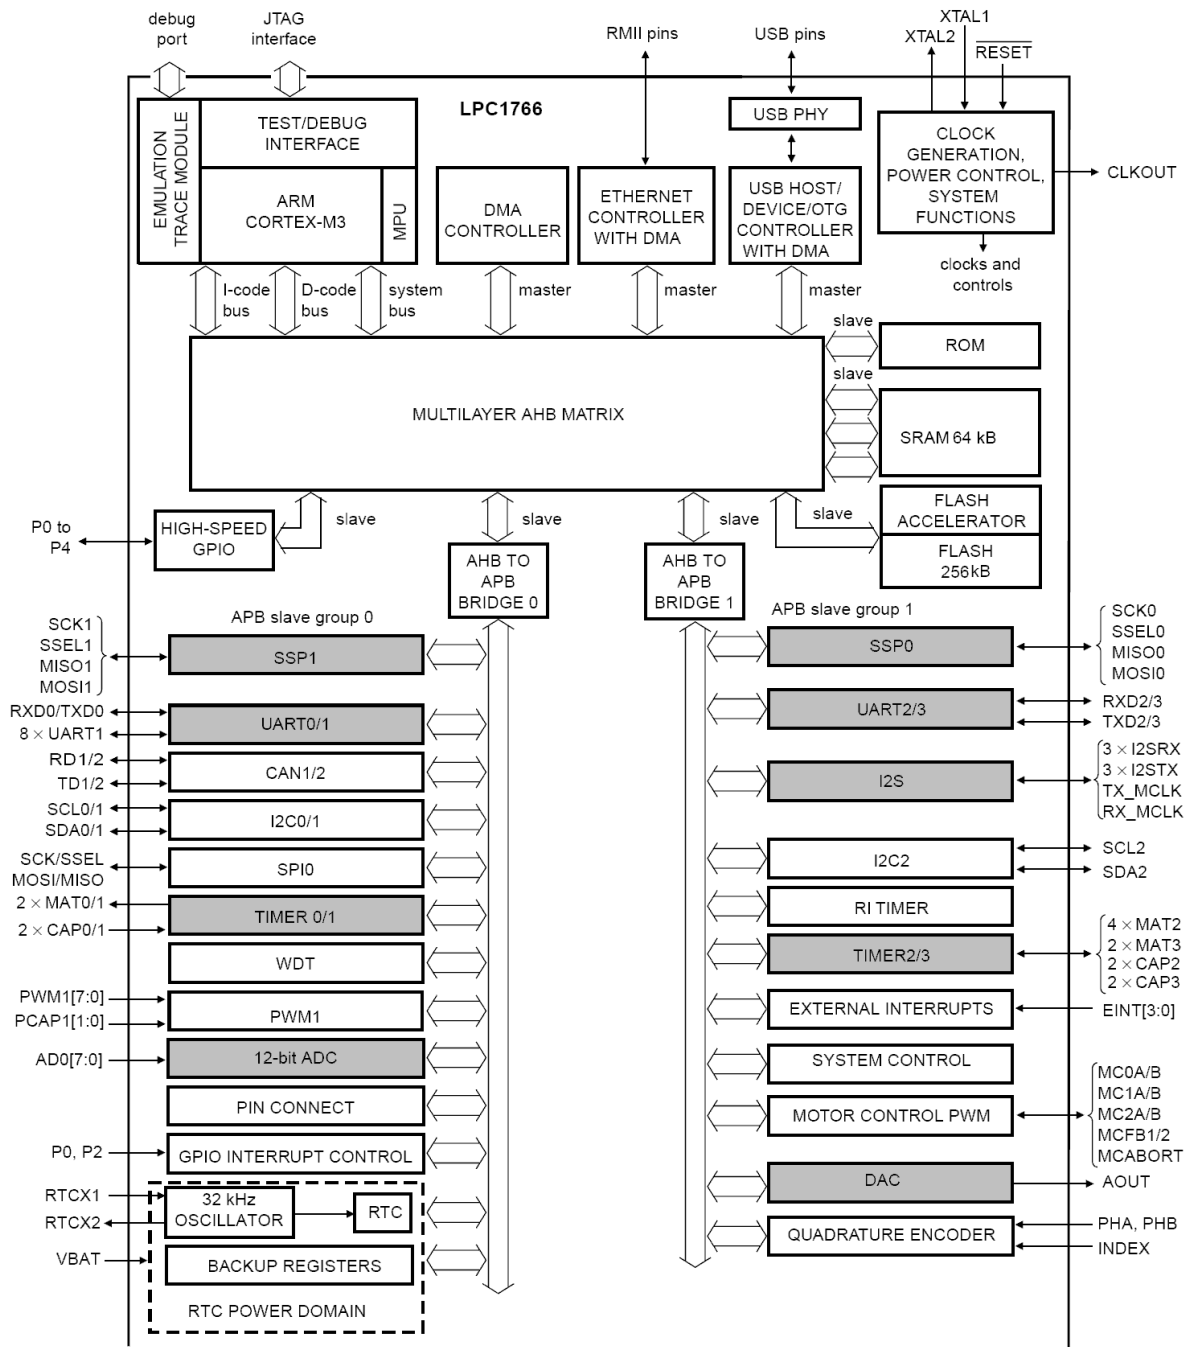 debug
port
JTAG
interface
RMII pins
USB pins
XTAL1
XTAL2
RESET
LPC1766
EMULATION
TRACE MODULE
TEST/DEBUG
INTERFACE
ARM
CORTEX-M3
MPU
DMA
CONTROLLER
ETHERNET
CONTROLLER
WITH DMA
USB PHY
USB HOST/
DEVICE/OTG
CONTROLLER
WITH DMA
CLOCK
GENERATION,
POWER CONTROL,
SYSTEM
FUNCTIONS
CLKOUT
clocks and
controls
I-code
bus
D-code
bus
system
bus
master
master
master
slave
ROM
slave
SRAM 64 kB
MULTILAYER AHB MATRIX
P0 to
P4
HIGH-SPEED
GPIO
slave
slave
slave
slave
FLASH
ACCELERATOR
FLASH
256kB
AHB TO
APB
BRIDGE 0
AHB TO
APB
BRIDGE 1
APB slave group 0
SCK1
SSEL1
MISO1
MOSI1
SSP1
RXD0/TXD0
8 × UART1
UART0/1
RD1/2
TD1/2
CAN1/2
SCL0/1
SDA0/1
I2C0/1
SCK/SSEL
MOSI/MISO
SPI0
2 × MAT0/1
2 × CAP0/1
TIMER 0/1
WDT
PWM1[7:0]
PCAP1[1:0]
PWM1
AD0[7:0]
12-bit ADC
PIN CONNECT
P0, P2
GPIO INTERRUPT CONTROL
RTCX1
RTCX2
32 kHz
OSCILLATOR
RTC
VBAT
BACKUP REGISTERS
RTC POWER DOMAIN
APB slave group 1
SSP0
SCK0
SSEL0
MISO0
MOSI0
UART2/3
RXD2/3
TXD2/3
I2S
3 × I2SRX
3 × I2STX
TX_MCLK
RX_MCLK
I2C2
SCL2
SDA2
RI TIMER
TIMER2/3
4 × MAT2
2 × MAT3
2 × CAP2
2 × CAP3
EXTERNAL INTERRUPTS
EINT[3:0]
SYSTEM CONTROL
MOTOR CONTROL PWM
MC0A/B
MC1A/B
MC2A/B
MCFB1/2
MCABORT
DAC
AOUT
QUADRATURE ENCODER
PHA, PHB
INDEX